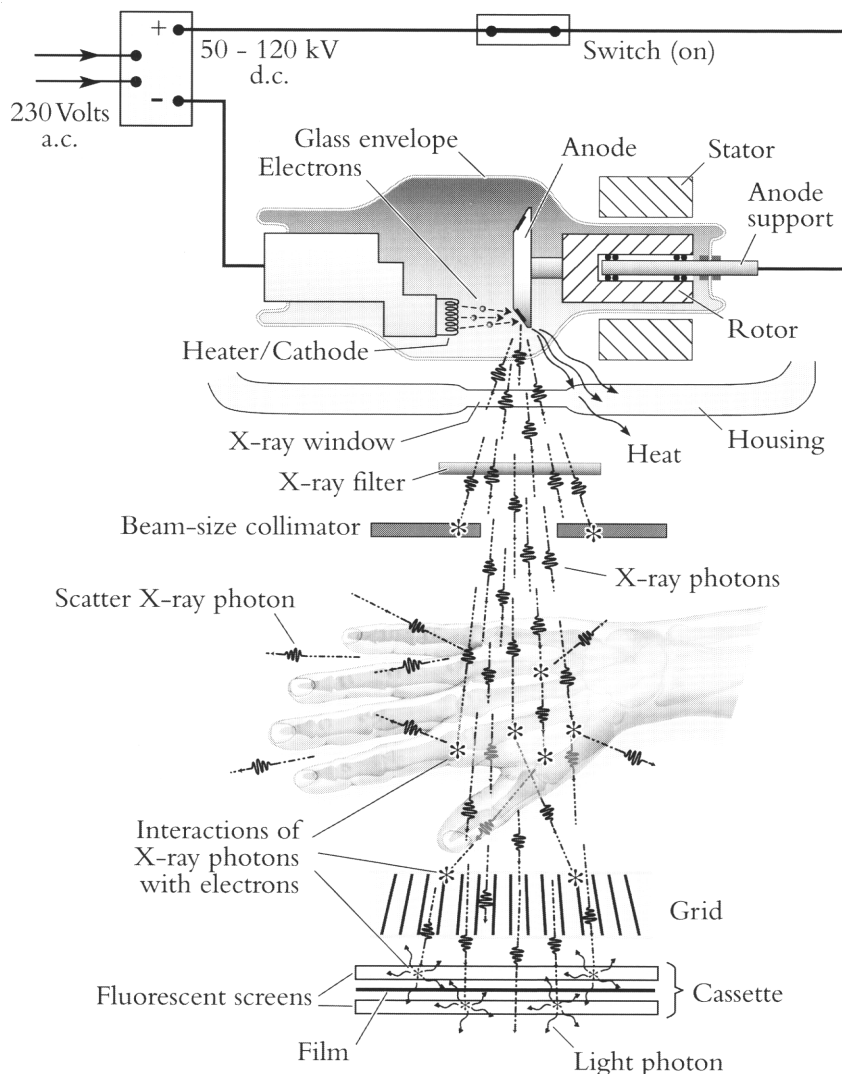 +
50 - 120 kV
d.c.
-
230 Volts
a.c.
Switch (on)
Glass envelope
Electrons
Anode
Stator
Anode
support
Heater/Cathode
Rotor
X-ray window
Housing
Heat
X-ray filter
Beam-size collimator
X-ray photons
Scatter X-ray photon
Interactions of
X-ray photons
with electrons
Grid
Fluorescent screens
Cassette
Film
Light photon